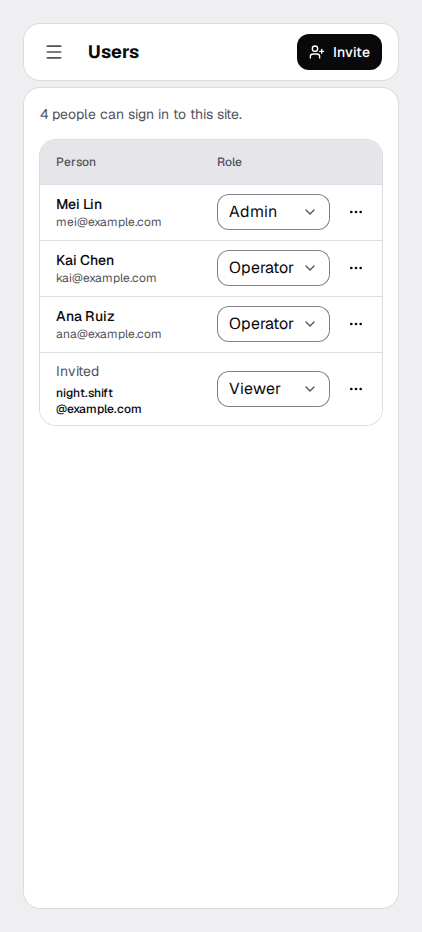 Users
Invite
4 people can sign in to this site.
Person Role
Mei Lin
mei@example.com
Admin
Kai Chen
kai@example.com
Operator
Ana Ruiz
ana@example.com
Operator
Invited
night.shift
@example.com
Viewer